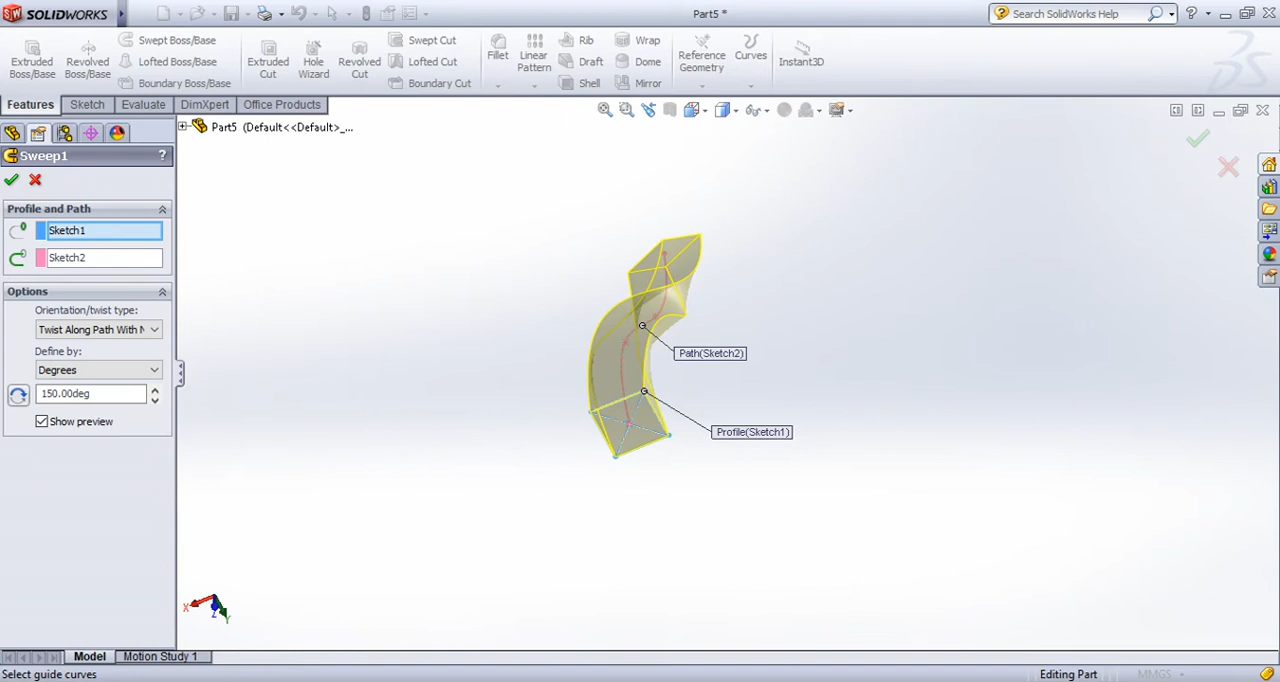 SOLIDWORKS
Part5 *
Search SolidWorks Help
Extruded Boss/Base
Revolved Boss/Base
Swept Boss/Base
Lofted Boss/Base
Boundary Boss/Base
Extruded Cut
Hole Wizard
Revolved Cut
Swept Cut
Lofted Cut
Boundary Cut
Fillet
Linear Pattern
Rib
Draft
Shell
Wrap
Dome
Mirror
Reference Geometry
Curves
Instant3D
Features
Sketch
Evaluate
DimXpert
Office Products
Part5 (Default<<Default>_...
Sweep1
?
Profile and Path
Sketch1
Sketch2
Options
Orientation/twist type:
Twist Along Path With N
Define by:
Degrees
150.00deg
Show preview
Path(Sketch2)
Profile(Sketch1)
X
Y
Z
Model
Motion Study 1
Select guide curves
Editing Part
MMGS